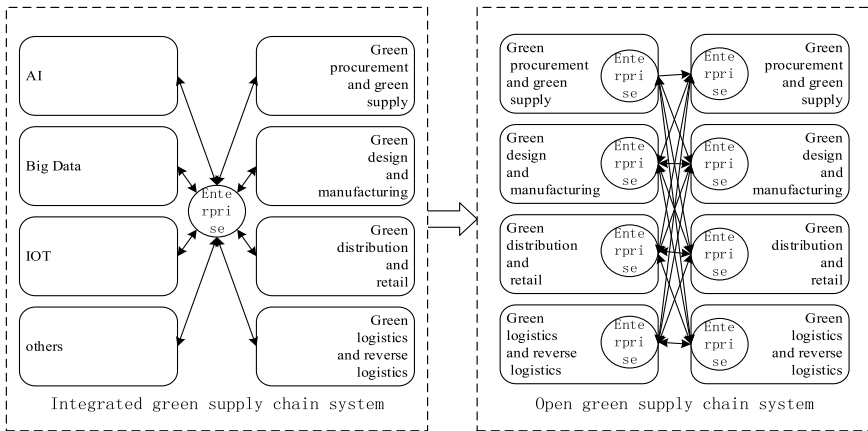 AI
Big Data
IOT
others
Ente
rpri
se
Green
procurement
and green
supply
Green
design
and
manufacturing
Green
distribution
and
retail
Green
logistics
and reverse
logistics
Integrated green supply chain system
Green
procurement
and green
supply
Ente
rpri
se
Ente
rpri
se
Green
procurement
and green
supply
Green
design
and
manufacturing
Ente
rpri
se
Ente
rpri
se
Green
design
and
manufacturing
Green
distribution
and
retail
Ente
rpri
se
Ente
rpri
se
Green
distribution
and
retail
Green
logistics
and reverse
logistics
Ente
rpri
se
Ente
rpri
se
Green
logistics
and reverse
logistics
Open green supply chain system